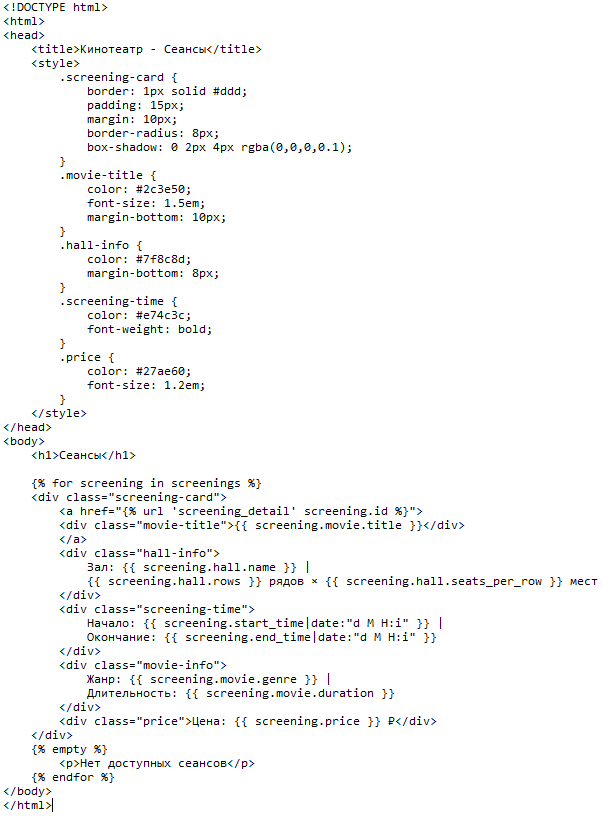 <!DOCTYPE html>
<html>
<head>
    <title>Кинотеатр - Сеансы</title>
    <style>
        .screening-card {
            border: 1px solid #ddd;
            padding: 15px;
            margin: 10px;
            border-radius: 8px;
            box-shadow: 0 2px 4px rgba(0,0,0,0.1);
        }
        .movie-title {
            color: #2c3e50;
            font-size: 1.5em;
            margin-bottom: 10px;
        }
        .hall-info {
            color: #7f8c8d;
            margin-bottom: 8px;
        }
        .screening-time {
            color: #e74c3c;
            font-weight: bold;
        }
        .price {
            color: #27ae60;
            font-size: 1.2em;
        }
    </style>
</head>
<body>
    <h1>Сеансы</h1>

    {% for screening in screenings %}
    <div class="screening-card">
        <a href="{% url 'screening_detail' screening.id %}">
        <div class="movie-title">{{ screening.movie.title }}</div>
        </a>
        <div class="hall-info">
            Зал: {{ screening.hall.name }} |
            {{ screening.hall.rows }} рядов × {{ screening.hall.seats_per_row }} мест
        </div>
        <div class="screening-time">
            Начало: {{ screening.start_time|date:"d M H:i" }} |
            Окончание: {{ screening.end_time|date:"d M H:i" }}
        </div>
        <div class="movie-info">
            Жанр: {{ screening.movie.genre }} |
            Длительность: {{ screening.movie.duration }}
        </div>
        <div class="price">Цена: {{ screening.price }} ₽</div>
    </div>
    {% empty %}
        <p>Нет доступных сеансов</p>
    {% endfor %}
</body>
</html>